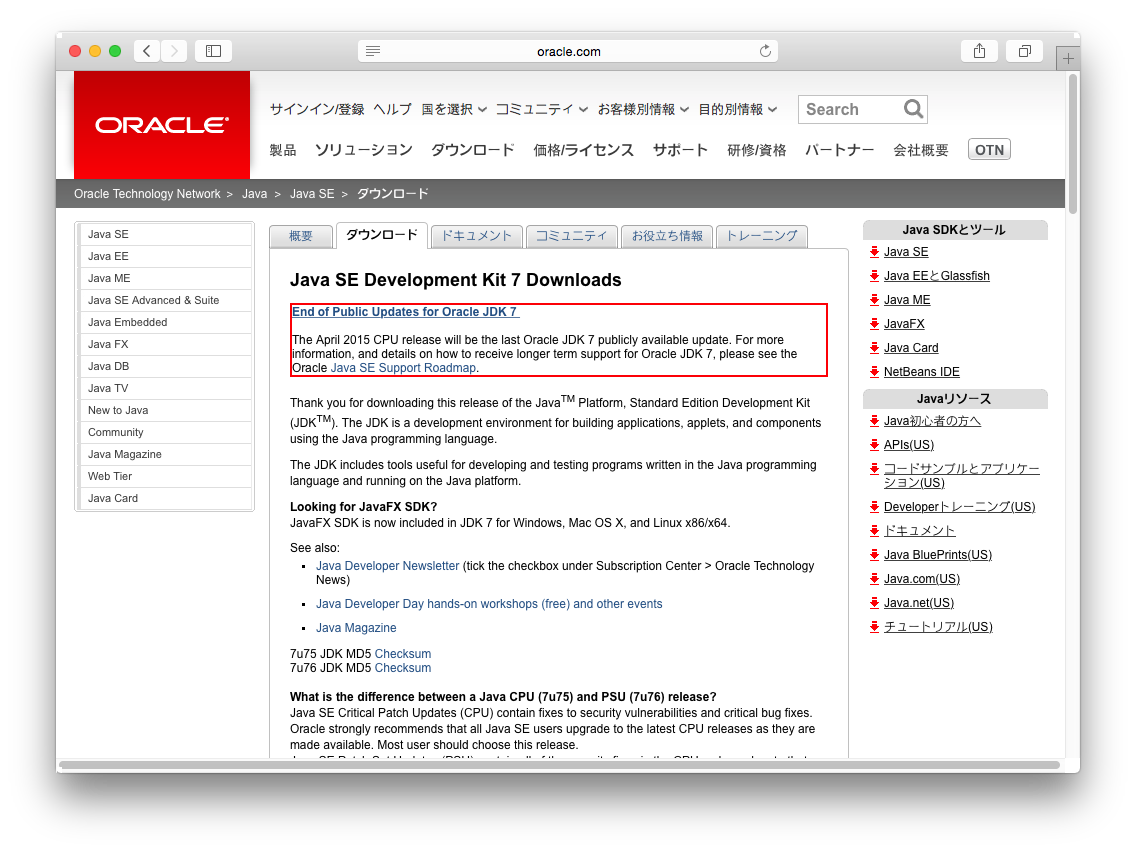 oracle.com
ORACLE
サインイン/登録 ヘルプ 国を選択 コミュニティ お客様別情報 目的別情報 Search
製品 ソリューション ダウンロード 価格/ライセンス サポート 研修/資格 パートナー 会社概要 OTN
Oracle Technology Network > Java > Java SE > ダウンロード
Java SE
Java EE
Java ME
Java SE Advanced & Suite
Java Embedded
Java FX
Java DB
Java TV
New to Java
Community
Java Magazine
Web Tier
Java Card
概要 ダウンロード ドキュメント コミュニティ お役立ち情報 トレーニング
Java SE Development Kit 7 Downloads
End of Public Updates for Oracle JDK 7
The April 2015 CPU release will be the last Oracle JDK 7 publicly available update. For more
information, and details on how to receive longer term support for Oracle JDK 7, please see the
Oracle Java SE Support Roadmap.
Thank you for downloading this release of the Java™ Platform, Standard Edition Development Kit
(JDK™). The JDK is a development environment for building applications, applets, and components
using the Java programming language.
The JDK includes tools useful for developing and testing programs written in the Java programming
language and running on the Java platform.
Looking for JavaFX SDK?
JavaFX SDK is now included in JDK 7 for Windows, Mac OS X, and Linux x86/x64.
See also:
Java Developer Newsletter (tick the checkbox under Subscription Center > Oracle Technology
News)
Java Developer Day hands-on workshops (free) and other events
Java Magazine
7u75 JDK MD5 Checksum
7u76 JDK MD5 Checksum
What is the difference between a Java CPU (7u75) and PSU (7u76) release?
Java SE Critical Patch Updates (CPU) contain fixes to security vulnerabilities and critical bug fixes.
Oracle strongly recommends that all Java SE users upgrade to the latest CPU releases as they are
made available. Most user should choose this release.
Java SDKとツール
Java SE
Java EEとGlassfish
Java ME
JavaFX
Java Card
NetBeans IDE
Javaリソース
Java初心者の方へ
APIs(US)
コードサンプルとアプリケー
ション(US)
Developerトレーニング(US)
ドキュメント
Java BluePrints(US)
Java.com(US)
Java.net(US)
チュートリアル(US)